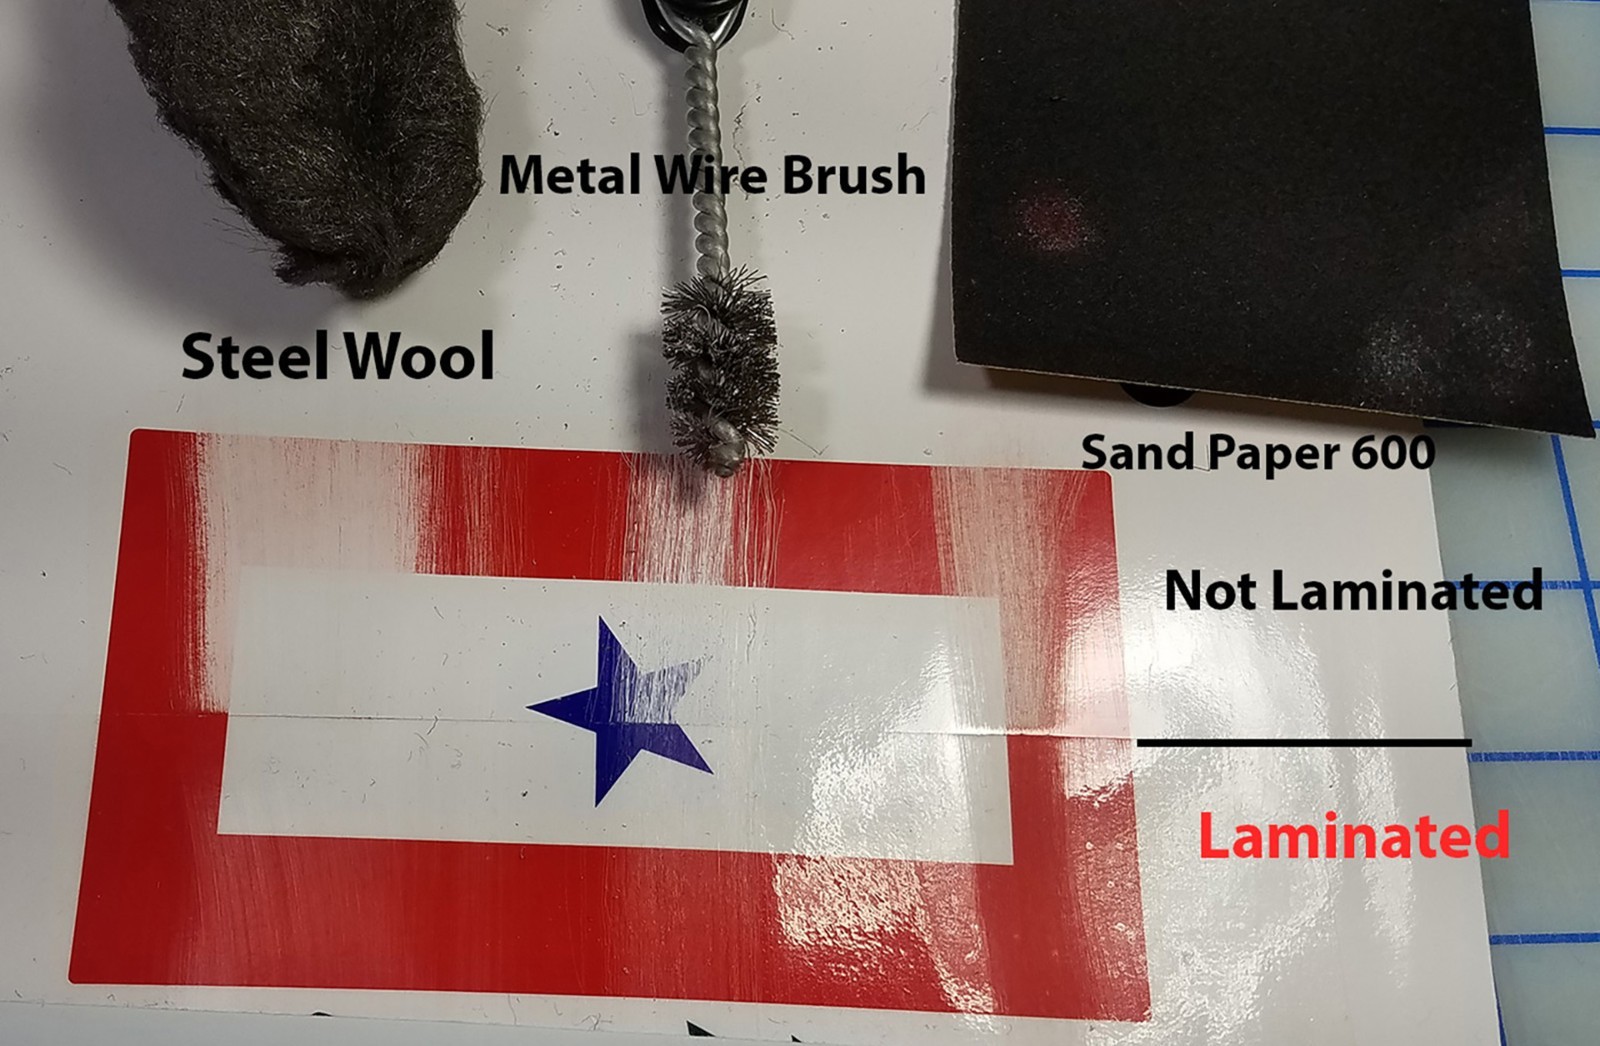 Metal Wire Brush
Steel Wool
Sand Paper 600
Not Laminated
Laminated